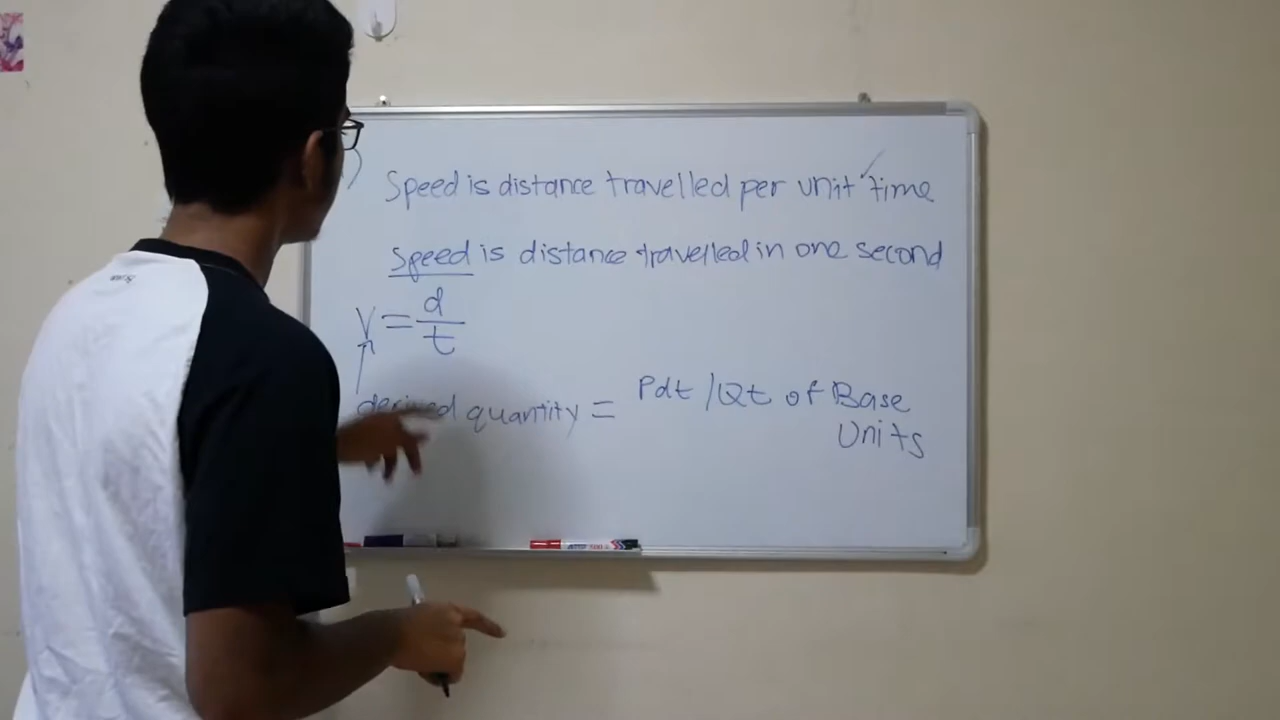 Speed is distance travelled per unit time
Speed is distance travelled in one second
v = d/t
derived quantity = Pdt / Qt of Base
Units